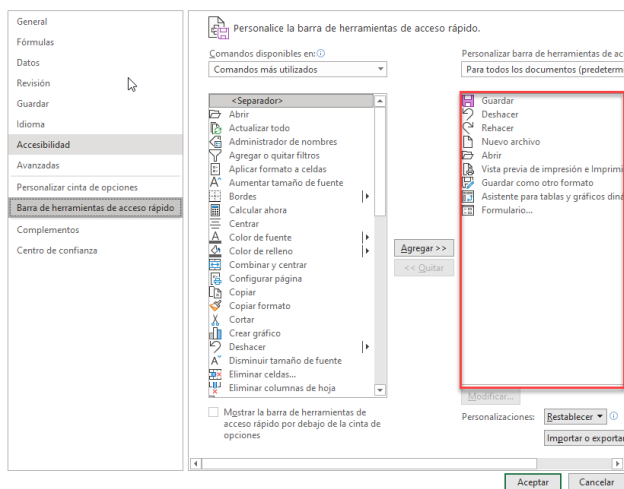 General
Fórmulas
Datos
Revisión
Guardar
Idioma
Accesibilidad
Avanzadas
Personalizar cinta de opciones
Barra de herramientas de acceso rápido
Complementos
Centro de confianza
Personalice la barra de herramientas de acceso rápido.
Comandos disponibles en:
Comandos más utilizados
<Separador>
Abrir
Actualizar todo
Administrador de nombres
Agregar o quitar filtros
Aplicar formato a celdas
Aumentar tamaño de fuente
Bordes
Calcular ahora
Centrar
Color de fuente
Color de relleno
Combinar y centrar
Configurar página
Copiar
Copiar formato
Cortar
Crear gráfico
Deshacer
Disminuir tamaño de fuente
Eliminar celdas...
Eliminar columnas de hoja
Mostrar la barra de herramientas de
acceso rápido por debajo de la cinta de
opciones
Agregar >>
<< Quitar
Personalizar barra de herramientas de acc
Para todos los documentos (predetermi
Guardar
Deshacer
Rehacer
Nuevo archivo
Abrir
Vista previa de impresión e Imprimi
Guardar como otro formato
Asistente para tablas y gráficos diná
Formulario...
Modificar...
Personalizaciones:
Restablecer
Importar o exportar
Aceptar
Cancelar